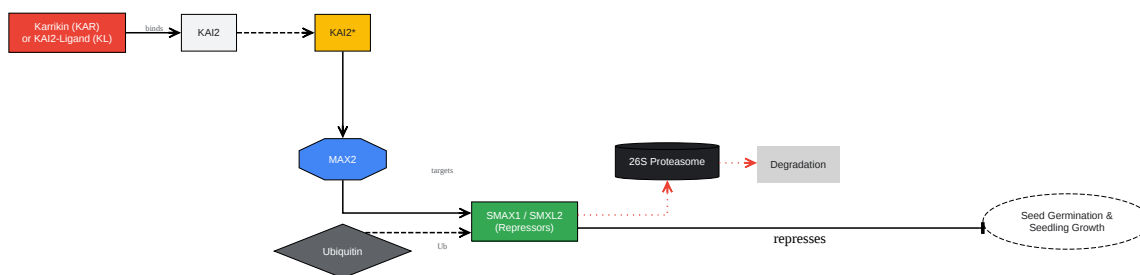 Karrikin (KAR)
or KAI2-Ligand (KL)
binds
KAI2
KAI2*
MAX2
targets
26S Proteasome
Degradation
SMAX1 / SMXL2
(Repressors)
Ubiquitin
Ub
represses
Seed Germination &
Seedling Growth